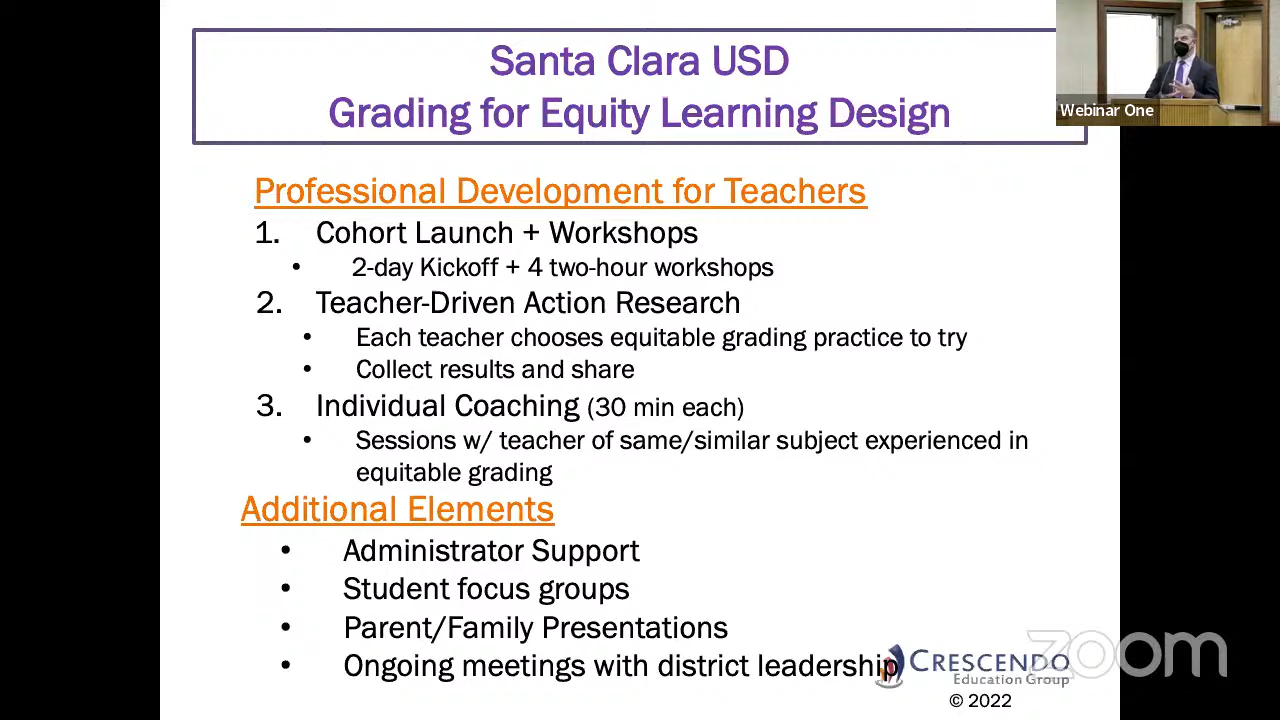 Santa Clara USD
Grading for Equity Learning Design
Webinar One
Professional Development for Teachers
1. Cohort Launch + Workshops
• 2-day Kickoff + 4 two-hour workshops
2. Teacher-Driven Action Research
• Each teacher chooses equitable grading practice to try
• Collect results and share
3. Individual Coaching (30 min each)
• Sessions w/ teacher of same/similar subject experienced in
equitable grading
Additional Elements
• Administrator Support
• Student focus groups
• Parent/Family Presentations
• Ongoing meetings with district leadership
CRESCENDO
Education Group
© 2022
zoom